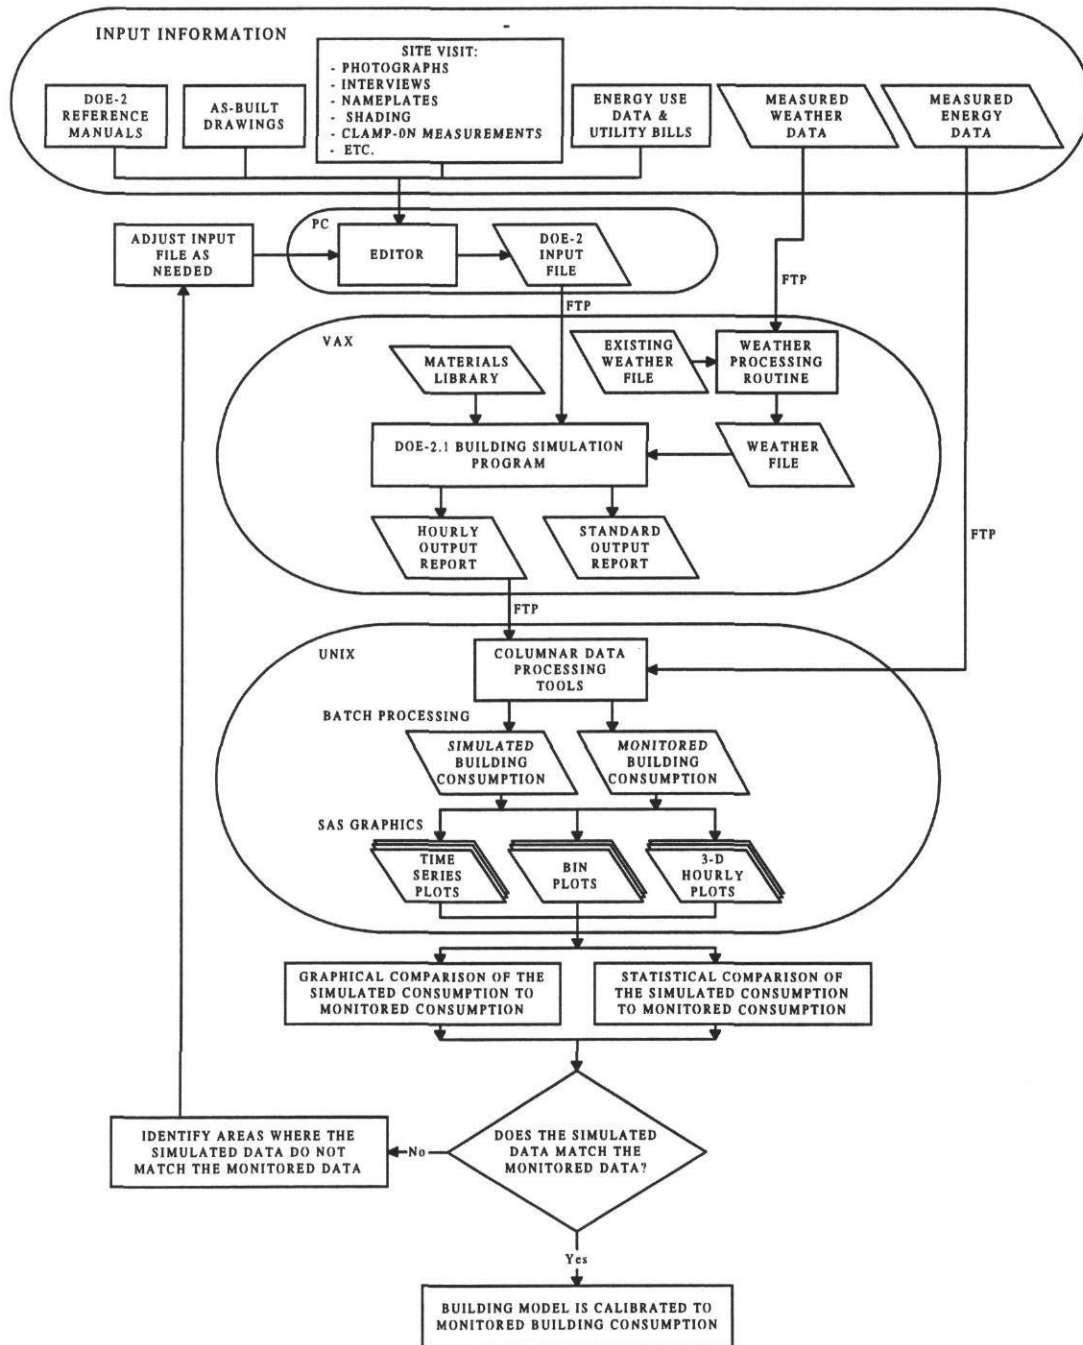 INPUT INFORMATION
DOE-2
REFERENCE
MANUALS
AS-BUILT
DRAWINGS
SITE VISIT:
- PHOTOGRAPHS
- INTERVIEWS
- NAMEPLATES
- SHADING
- CLAMP-ON MEASUREMENTS
- ETC.
ENERGY USE
DATA &
UTILITY BILLS
MEASURED
WEATHER
DATA
MEASURED
ENERGY
DATA
ADJUST INPUT
FILE AS
NEEDED
PC
EDITOR
DOE-2
INPUT
FILE
FTP
FTP
VAX
MATERIALS
LIBRARY
EXISTING
WEATHER
FILE
WEATHER
PROCESSING
ROUTINE
DOE-2.1 BUILDING SIMULATION
PROGRAM
WEATHER
FILE
HOURLY
OUTPUT
REPORT
STANDARD
OUTPUT
REPORT
FTP
FTP
UNIX
COLUMNAR DATA
PROCESSING
TOOLS
BATCH PROCESSING
SIMULATED
BUILDING
CONSUMPTION
MONITORED
BUILDING
CONSUMPTION
SAS GRAPHICS
TIME
SERIES
PLOTS
BIN
PLOTS
3-D
HOURLY
PLOTS
GRAPHICAL COMPARISON OF THE
SIMULATED CONSUMPTION TO
MONITORED CONSUMPTION
STATISTICAL COMPARISON OF
THE SIMULATED CONSUMPTION
TO MONITORED CONSUMPTION
DOES THE SIMULATED
DATA MATCH THE
MONITORED DATA?
No
IDENTIFY AREAS WHERE THE
SIMULATED DATA DO NOT
MATCH THE MONITORED DATA
Yes
BUILDING MODEL IS CALIBRATED TO
MONITORED BUILDING CONSUMPTION